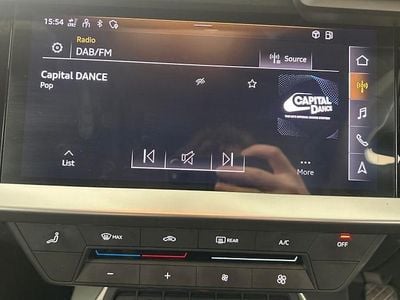 15:54
Radio
DAB/FM
Source
Capital DANCE
Pop
CAPITAL
DANCE
List
More
MAX
REAR
A/C
OFF